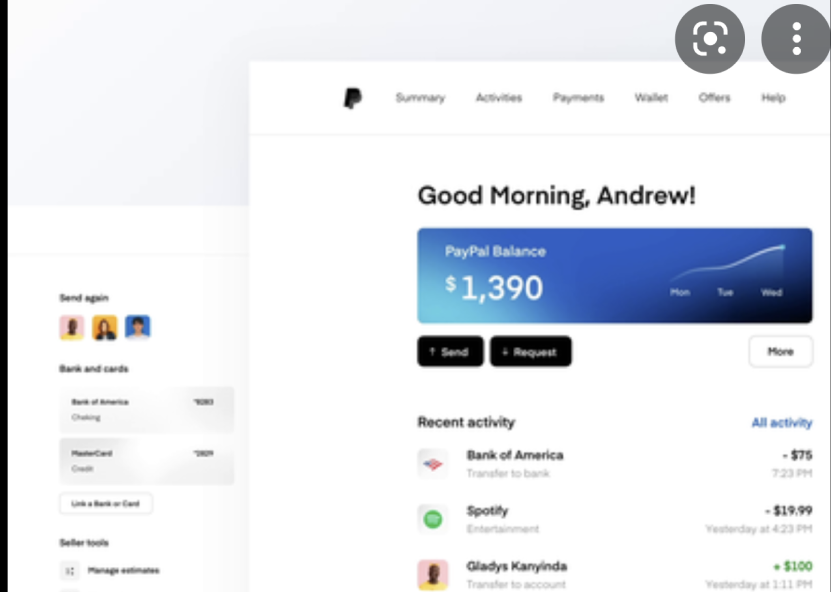 Summary Activities Payments Wallet Offers Help
Good Morning, Andrew!
PayPal Balance
$1,390
Mon Tue Wed
↑ Send
↓ Request
More
Send again
Bank and cards
Bank of America
Cheking
MasterCard
Credit
Link a Bank or Card
Seller tools
Manage estimates
Recent activity
All activity
Bank of America - $75
Transfer to bank 7:23 PM
Spotify - $19.99
Entertainment Yesterday at 4:23 PM
Gladys Kanyinda + $100
Transfer to account Yesterday at 1:11 PM